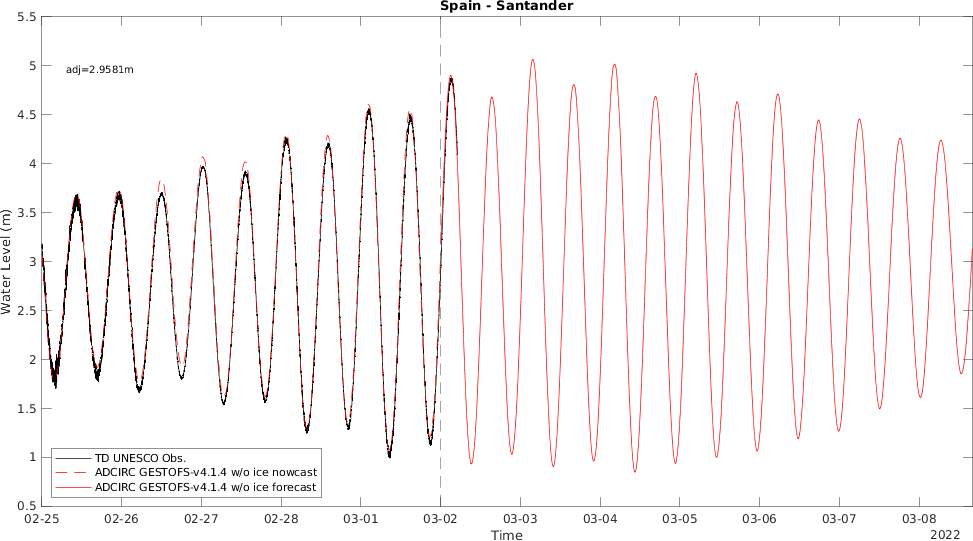 Spain - Santander
5.5
5
4.5
4
3.5
3
2.5
2
1.5
1
0.5
Water Level (m)
adj=2.9581m
TD UNESCO Obs.
ADCIRC GESTOFS-v4.1.4 w/o ice nowcast
ADCIRC GESTOFS-v4.1.4 w/o ice forecast
02-25 02-26 02-27 02-28 03-01 03-02 03-03 03-04 03-05 03-06 03-07 03-08
2022
Time